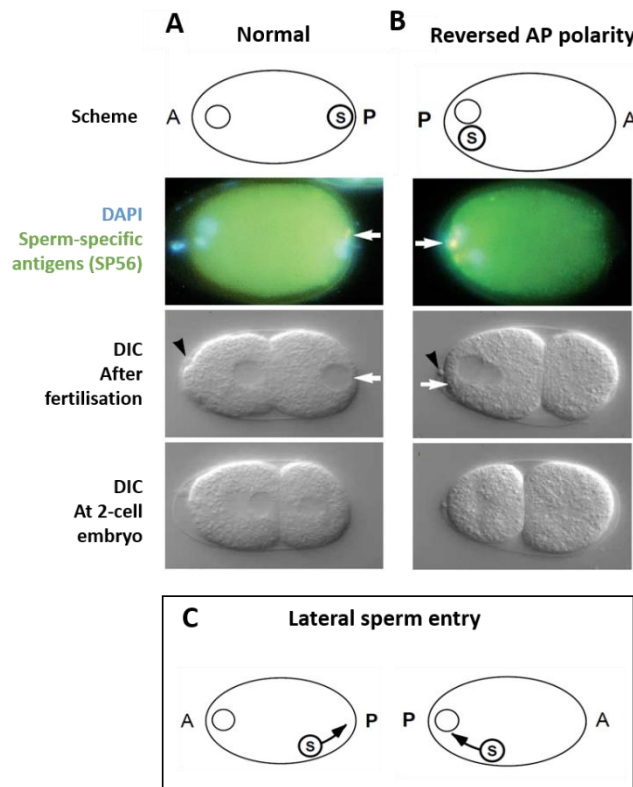 A
Normal
B
Reversed AP polarity
Scheme
A
S
P
P
S
A
DAPI
Sperm-specific
antigens (SP56)
DIC
After
fertilisation
DIC
At 2-cell
embryo
C
Lateral sperm entry
A
S
P
P
S
A